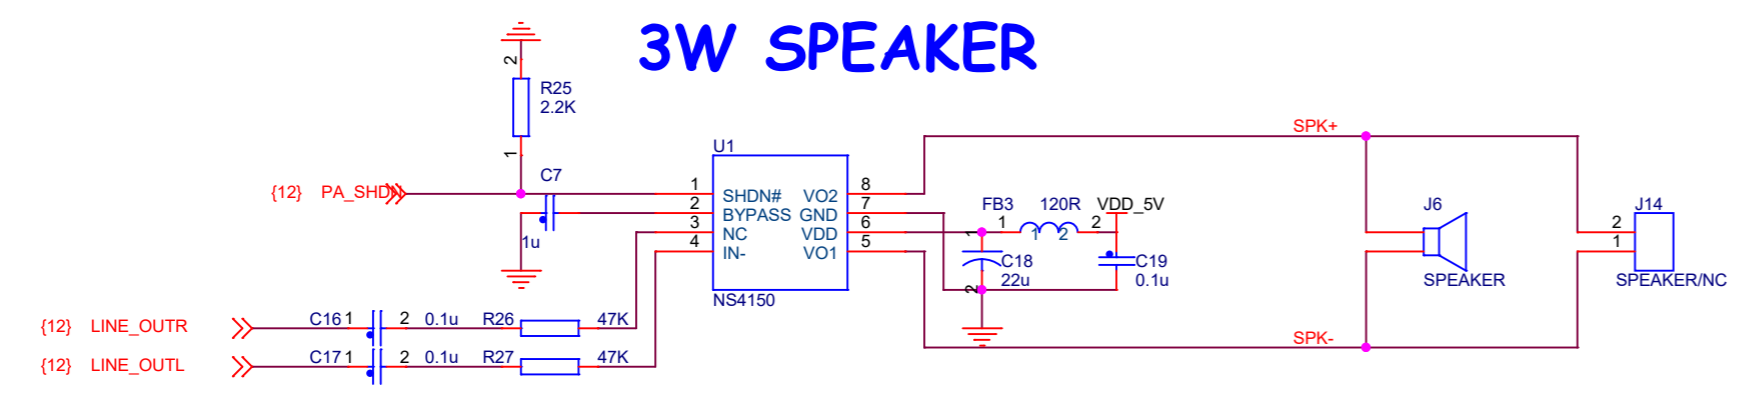 3W SPEAKER
2
R25
2.2K
1
SPK+
U1
C7
{12} PA_SHDN
1 SHDN# VO2 8
2 BYPASS GND 7
3 NC VDD 6
4 IN- VO1 5
1u
NS4150
FB3 120R VDD_5V
1 1 2 2
1
C18
22u
2
C19
0.1u
J6
SPEAKER
J14
2
1
SPEAKER/NC
{12} LINE_OUTR C16 1 2 0.1u R26 47K
SPK-
{12} LINE_OUTL C17 1 2 0.1u R27 47K